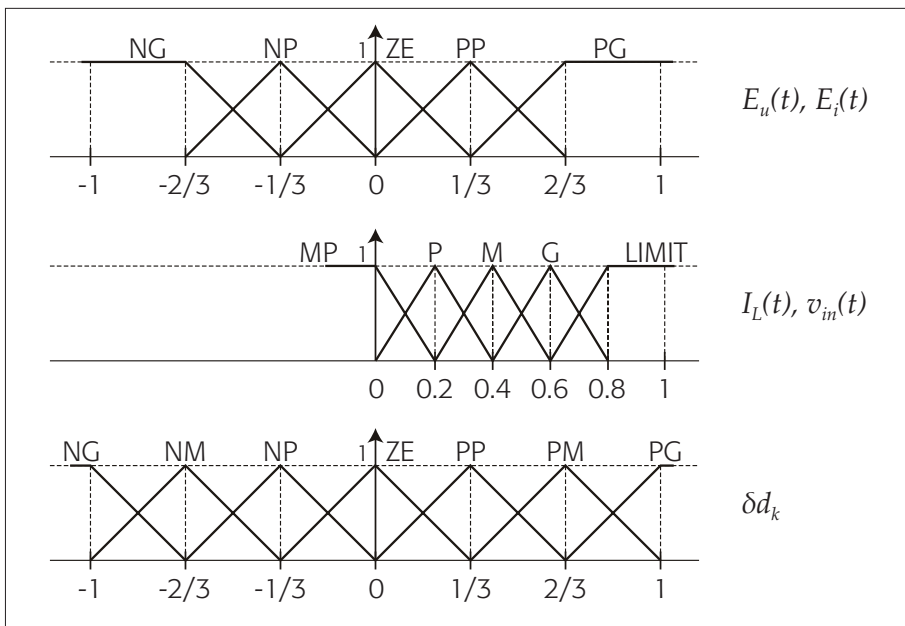 NG NP 1 ZE PP PG
E_u(t), E_i(t)
-1 -2/3 -1/3 0 1/3 2/3 1
MP 1 P M G LIMIT
I_L(t), v_in(t)
0 0.2 0.4 0.6 0.8 1
NG NM NP 1 ZE PP PM PG
δd_k
-1 -2/3 -1/3 0 1/3 2/3 1